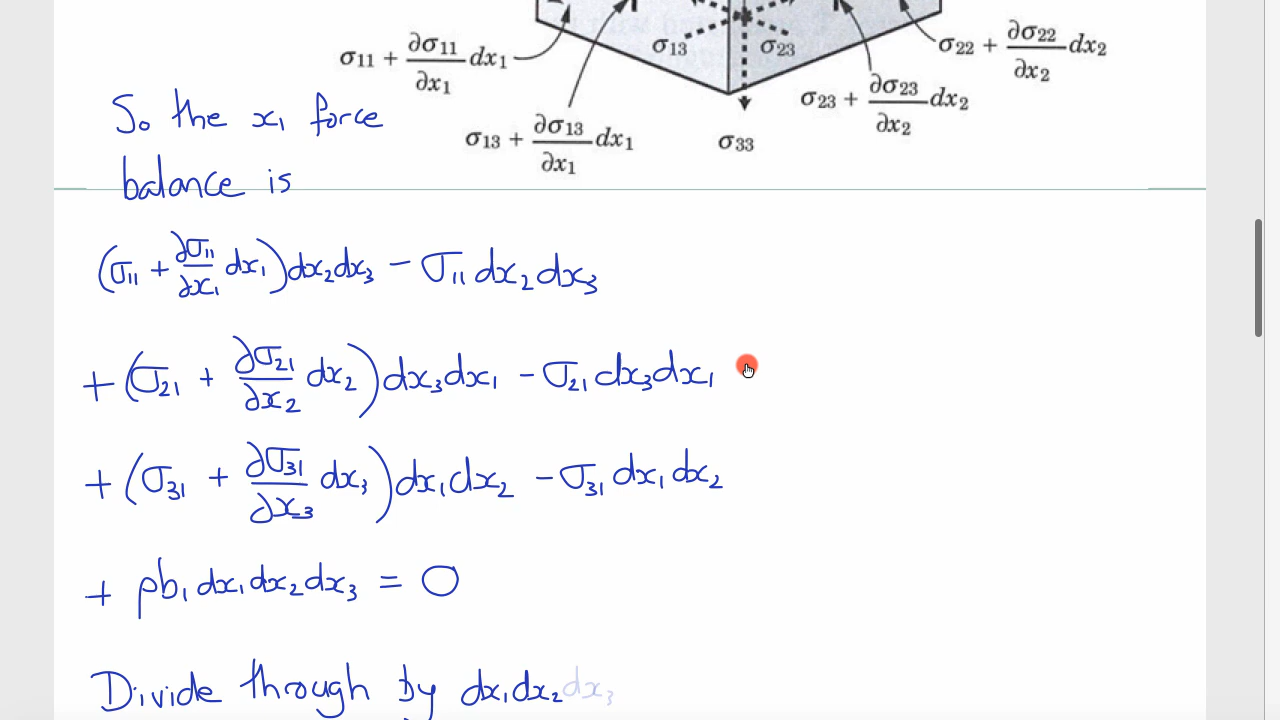 σ13 σ23
σ11 + ∂σ11/∂x1 dx1
σ22 + ∂σ22/∂x2 dx2
σ23 + ∂σ23/∂x2 dx2
σ13 + ∂σ13/∂x1 dx1
σ33
So the x₁ force
balance is
(σ₁₁ + ∂σ₁₁/∂x₁ dx₁)dx₂dx₃ − σ₁₁ dx₂dx₃
+ (σ₂₁ + ∂σ₂₁/∂x₂ dx₂)dx₃dx₁ − σ₂₁ dx₃dx₁
+ (σ₃₁ + ∂σ₃₁/∂x₃ dx₃)dx₁dx₂ − σ₃₁ dx₁dx₂
+ ρb₁dx₁dx₂dx₃ = 0
Divide through by dx₁dx₂dx₃